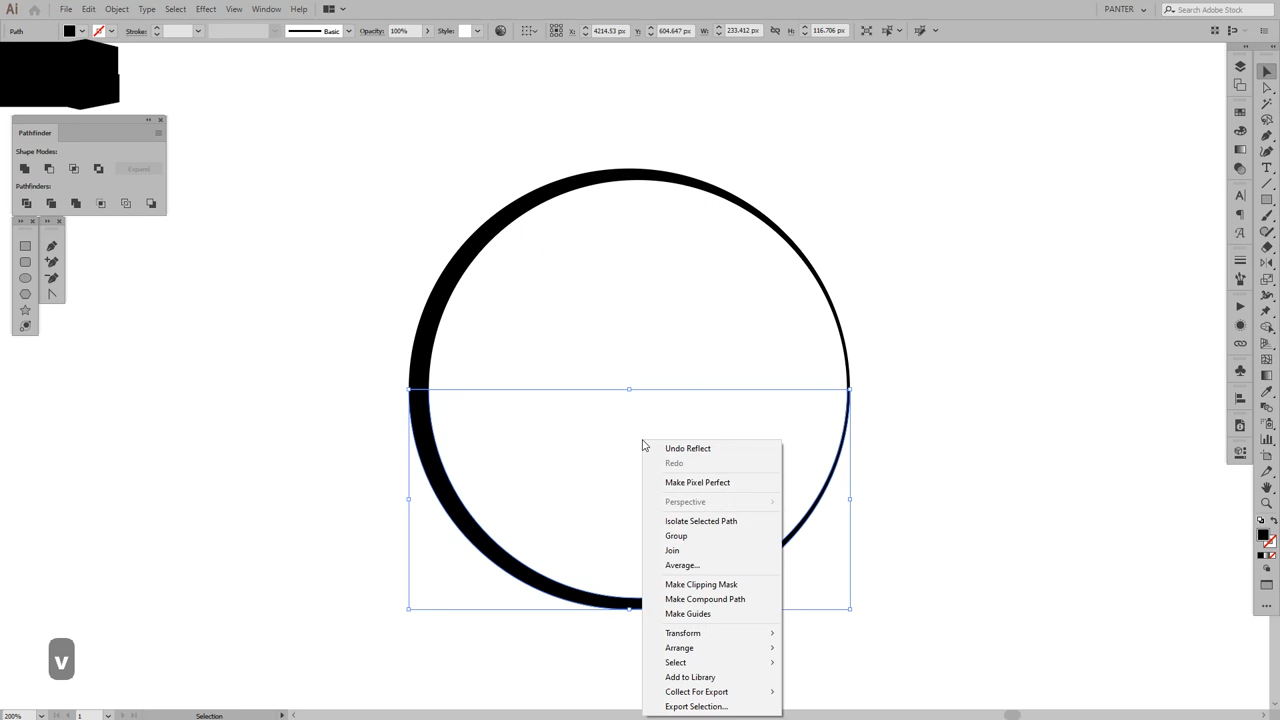 Ai File Edit Object Type Select Effect View Window Help PANTER Search Adobe Stock
Path Stroke: Basic Opacity: 100% Style: X: 4214.53 px Y: 604.647 px W: 233.412 px H: 116.706 px
Pathfinder
Shape Modes:
Expand
Pathfinders:
Undo Reflect
Redo
Make Pixel Perfect
Perspective
Isolate Selected Path
Group
Join
Average...
Make Clipping Mask
Make Compound Path
Make Guides
Transform
Arrange
Select
Add to Library
Collect For Export
Export Selection...
v
200% 1 Selection